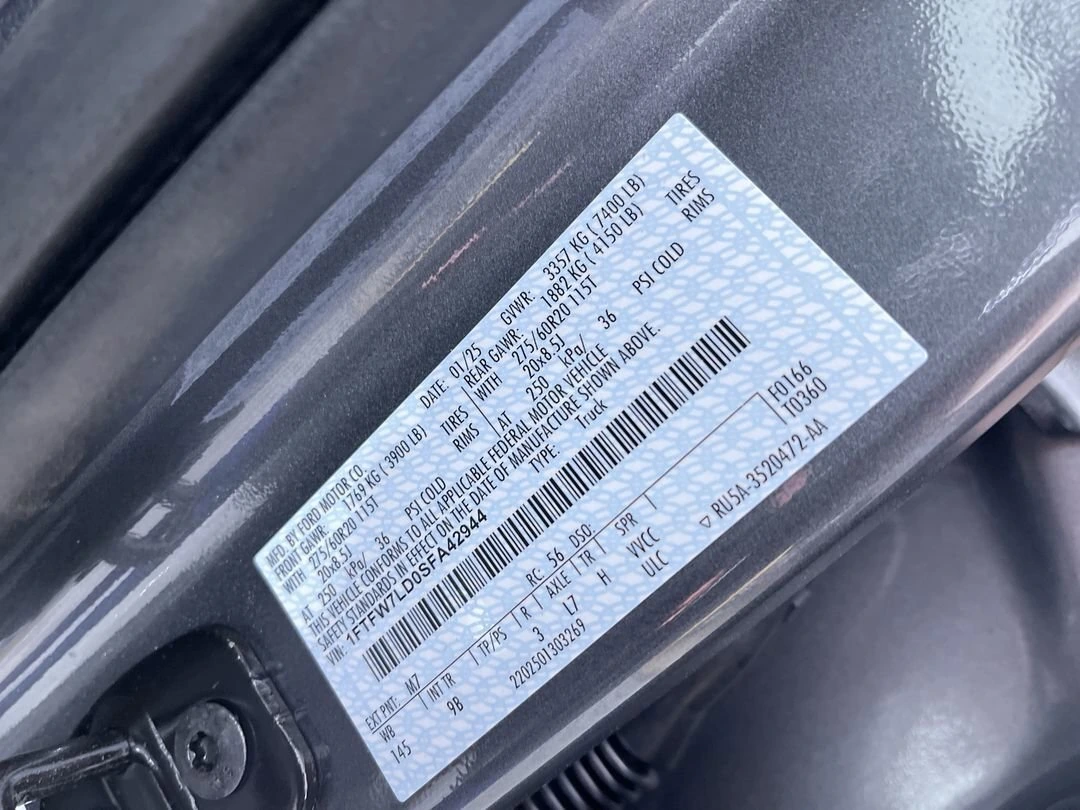 MFD. BY FORD MOTOR CO.
DATE: 01/25 GVWR: 3357 KG ( 7400 LB)
FRONT GAWR: 1769 KG ( 3900 LB) REAR GAWR: 1882 KG ( 4150 LB)
WITH 275/60R20 115T TIRES WITH 275/60R20 115T TIRES
20x8.5J RIMS 20x8.5J RIMS
AT 250 kPa/ 36 PSI COLD AT 250 kPa/ 36 PSI COLD
THIS VEHICLE CONFORMS TO ALL APPLICABLE FEDERAL MOTOR VEHICLE
SAFETY STANDARDS IN EFFECT ON THE DATE OF MANUFACTURE SHOWN ABOVE.
VIN: 1FTFW7LD0SFA42944 TYPE: Truck
EXT PNT: M7 RC: 56 DSO: F0166
WB INT TR TP/PS R AXLE TR SPR T0360
145 9B 3 L7 H VVCC
2202501303269 ULC
▽ RU5A-3520472-AA